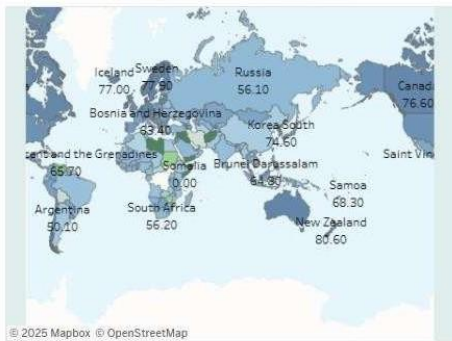 Iceland
77.00
Sweden
77.90
Russia
56.10
Canada
76.60
Bosnia and Herzegovina
63.40
Korea South
74.60
cent and the Grenadines
65.70
Somalia
0.00
Brunei Darussalam
64.80
Saint Vin
Samoa
68.30
Argentina
50.10
South Africa
56.20
New Zealand
80.60
© 2025 Mapbox © OpenStreetMap